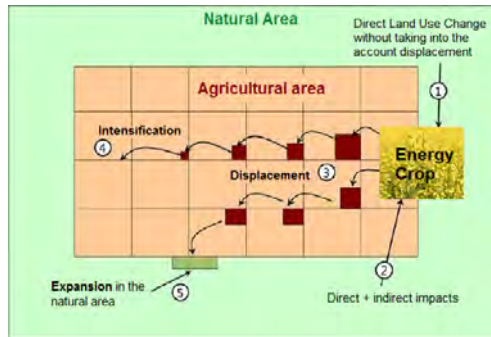 Natural Area
Direct Land Use Change
without taking into the
account displacement
①
Agricultural area
Intensification
④
Energy
Crop
Displacement ③
②
Expansion in the
natural area
⑤
Direct + indirect impacts